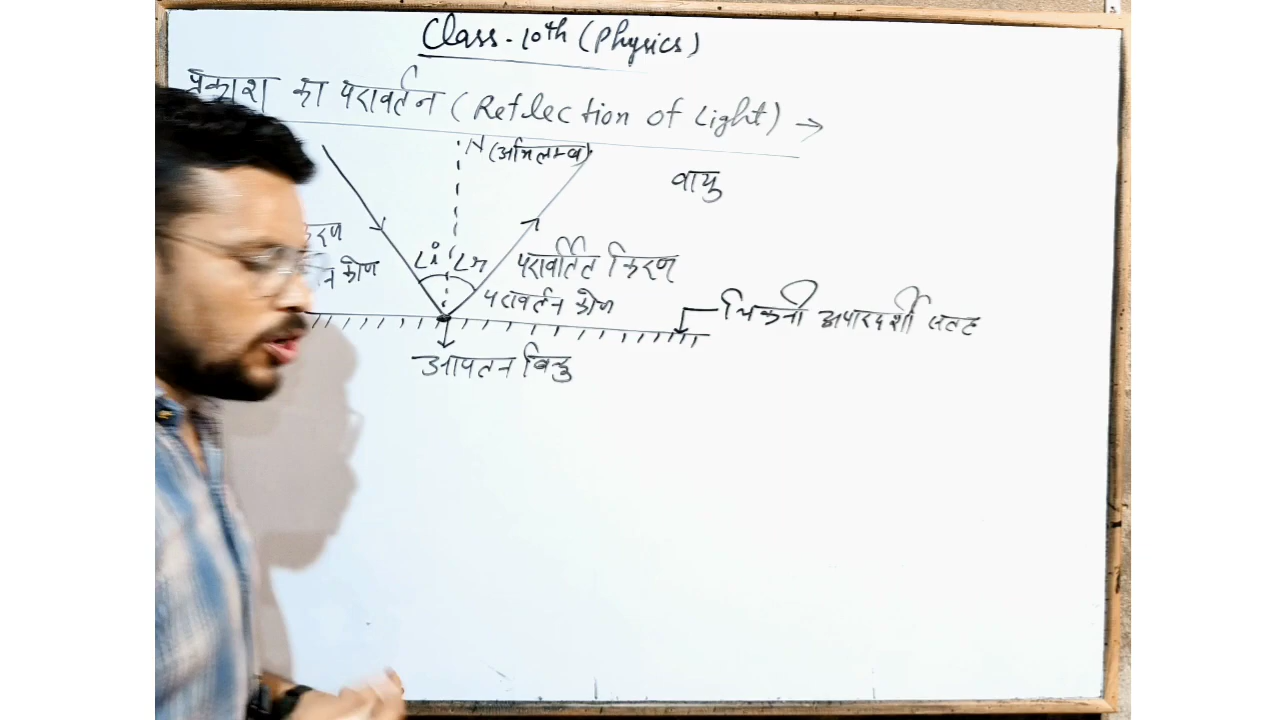 Class-10th (Physics)
प्रकाश का परावर्तन (Reflection of Light) →
N (अभिलम्ब)
वायु
∠i ∠r
परावर्तित किरण
कोण
परावर्तन कोण
चिकनी अपारदर्शी सतह
आपतन बिन्दु